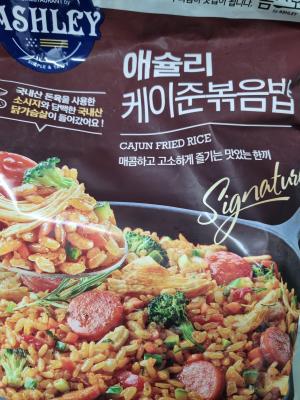 RESTAURANT BY
ASHLEY
SIMPLE &
국내산 돈육을 사용한
소시지와 담백한 국내산
닭가슴살이 들어갔어요!
애슐리
케이준볶음밥
CAJUN FRIED RICE
매콤하고 고소하게 즐기는 맛있는 한끼
Signature